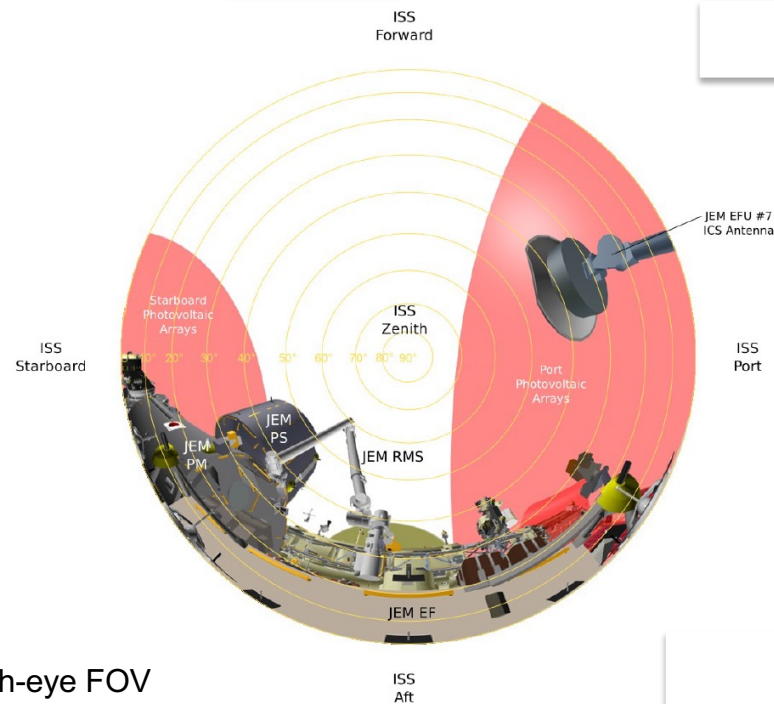 ISS
Forward
JEM EFU #7
ICS Antenna
Starboard
Photovoltaic
Arrays
ISS
Zenith
ISS
Starboard
10° 20° 30° 40° 50° 60° 70° 80° 90°
ISS
Port
Port
Photovoltaic
Arrays
JEM
PS
JEM
PM
JEM RMS
JEM EF
h-eye FOV
ISS
Aft